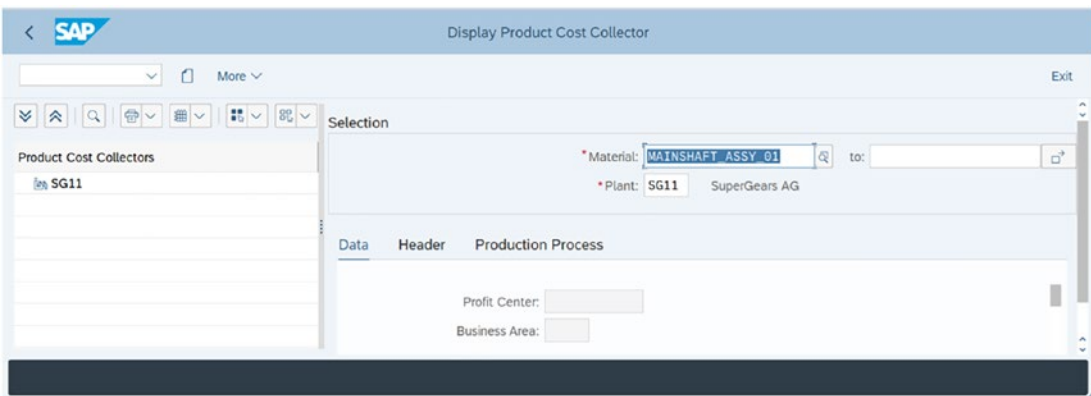 SAP Display Product Cost Collector
More Exit
Selection
Product Cost Collectors
*Material: MAINSHAFT_ASSY_01 to:
SG11
*Plant: SG11 SuperGears AG
Data Header Production Process
Profit Center:
Business Area: